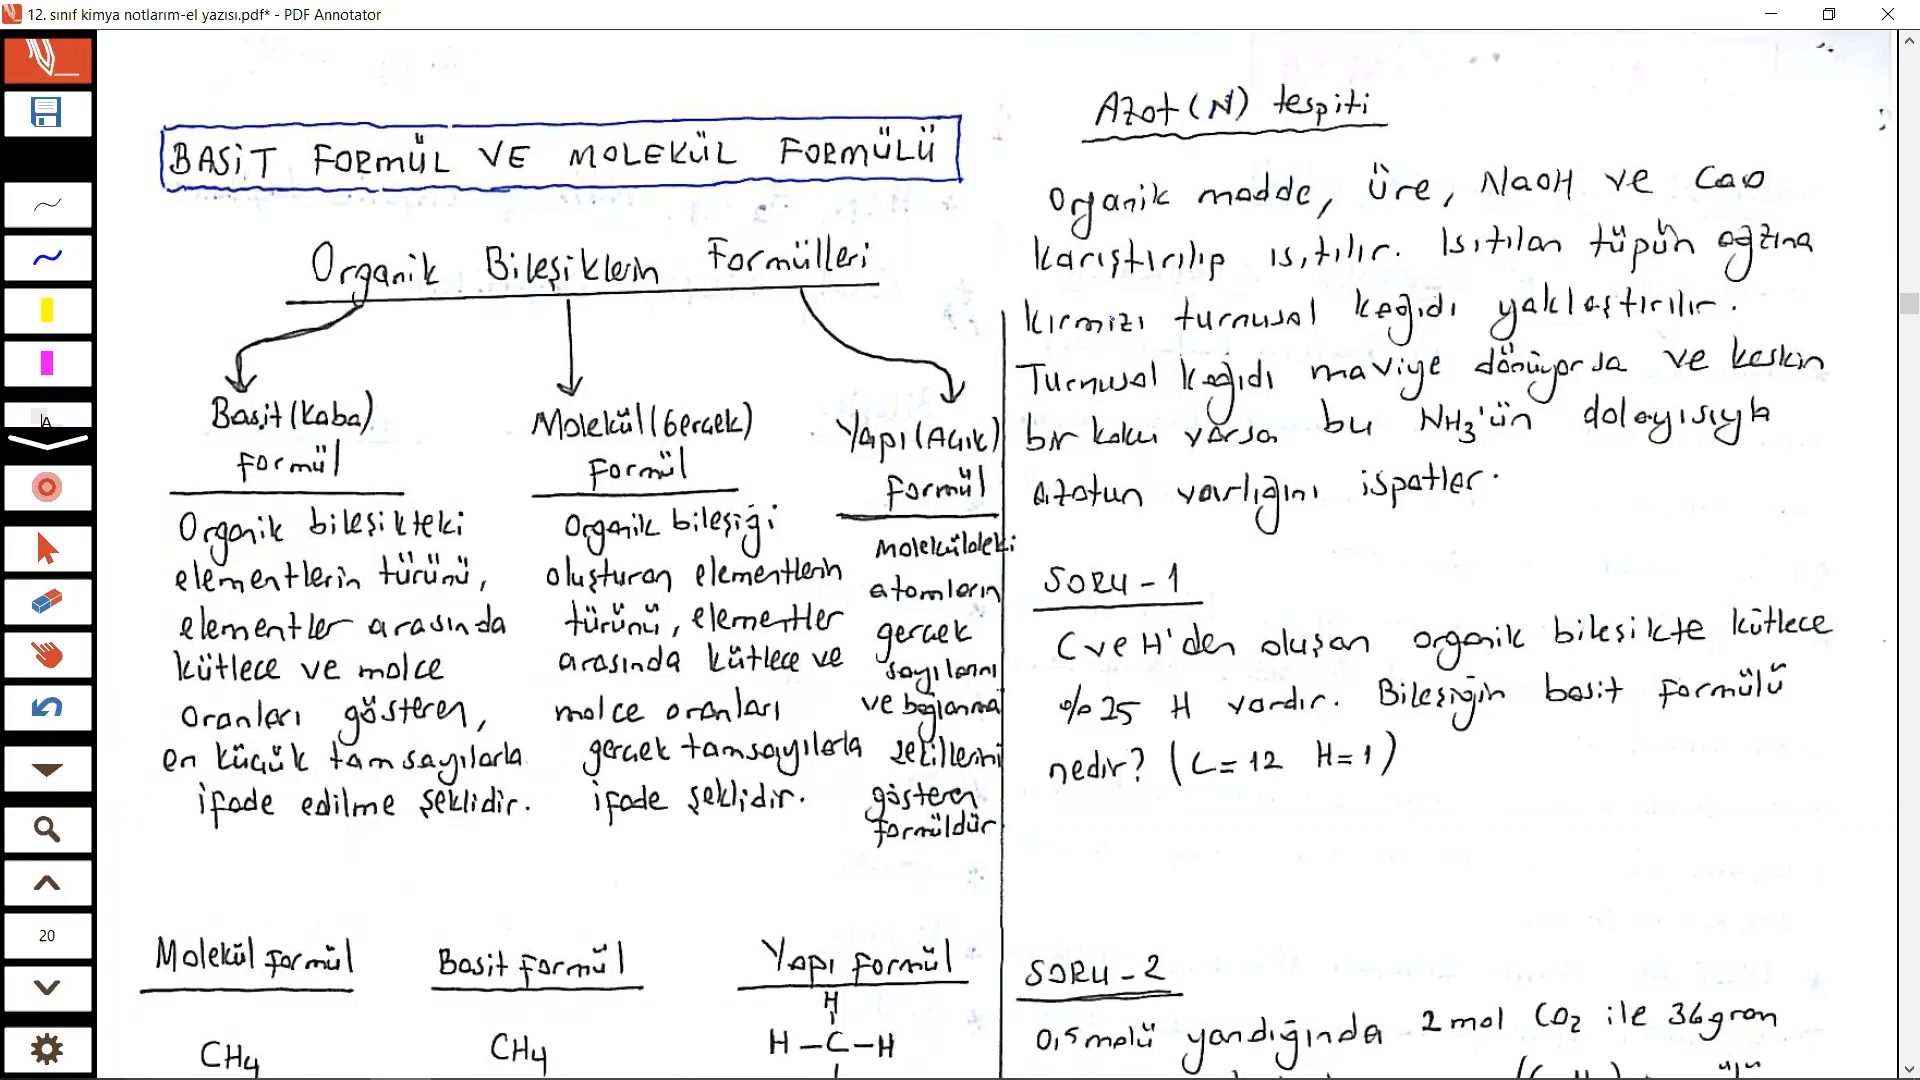 12. sınıf kimya notlarım-el yazısı.pdf* - PDF Annotator
BASİT FORMÜL VE MOLEKÜL FORMÜLÜ
Organik Bileşiklerin Formülleri
Basit (Kaba)
formül
Organik bileşikteki
elementlerin türünü,
elementler arasında
kütlece ve molce
oranları gösteren,
en küçük tamsayılarla
ifade edilme şeklidir.
Molekül (Gerçek)
Formül
Organik bileşiği
oluşturan elementlerin
türünü, elementler
arasında kütlece ve
molce oranları
gerçek tamsayılarla
ifade şeklidir.
Yapı (Açık)
formül
Moleküldeki
atomların
gerçek
sayılarını
ve bağlanma
şekillerini
gösteren
formüldür
Molekül formül
CH4
Basit formül
CH4
Yapı formül
H
H-C-H
Azot (N) tespiti
Organik madde, üre, NaOH ve CaO
karıştırılıp ısıtılır. Isıtılan tüpün ağzına
kırmızı turnusal kağıdı yaklaştırılır.
Turnusal kağıdı maviye dönüyorsa ve keskin
bir koku varsa bu NH3'ün dolayısıyla
azotun varlığını ispatler.
SORU-1
C ve H'den oluşan organik bileşikte kütlece
%25 H vardır. Bileşiğin basit formülü
nedir? (C=12 H=1)
SORU-2
0,5 molü yandığında 2 mol CO2 ile 36 gram
20
A